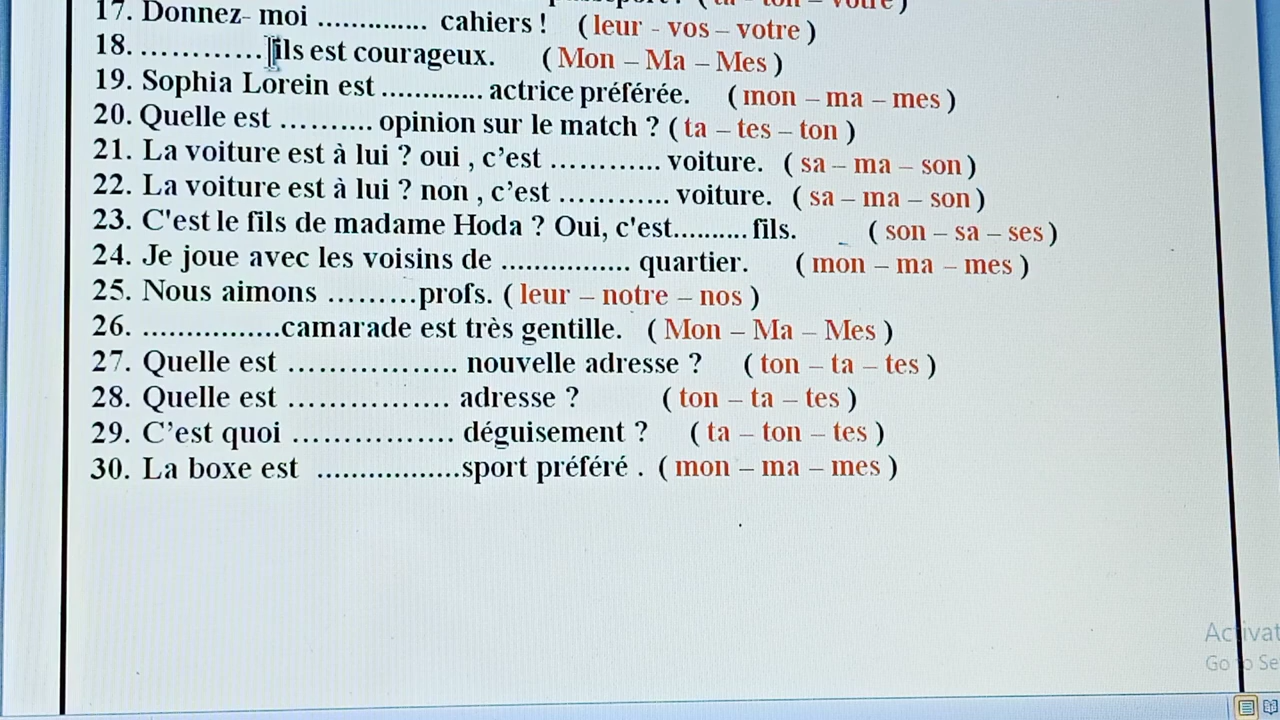 ton – votre )
17. Donnez- moi .............. cahiers ! ( leur - vos – votre )
18. ............fils est courageux. ( Mon – Ma – Mes )
19. Sophia Lorein est ............. actrice préférée. ( mon – ma – mes )
20. Quelle est .......... opinion sur le match ? ( ta – tes – ton )
21. La voiture est à lui ? oui , c’est ............ voiture. ( sa – ma – son )
22. La voiture est à lui ? non , c’est ............ voiture. ( sa – ma – son )
23. C'est le fils de madame Hoda ? Oui, c'est.......... fils. ( son – sa – ses )
24. Je joue avec les voisins de ................ quartier. ( mon – ma – mes )
25. Nous aimons .........profs. ( leur – notre – nos )
26. ................camarade est très gentille. ( Mon – Ma – Mes )
27. Quelle est ................. nouvelle adresse ? ( ton – ta – tes )
28. Quelle est ................ adresse ? ( ton – ta – tes )
29. C’est quoi ................ déguisement ? ( ta – ton – tes )
30. La boxe est ................sport préféré . ( mon – ma – mes )
Activat
Go to Se